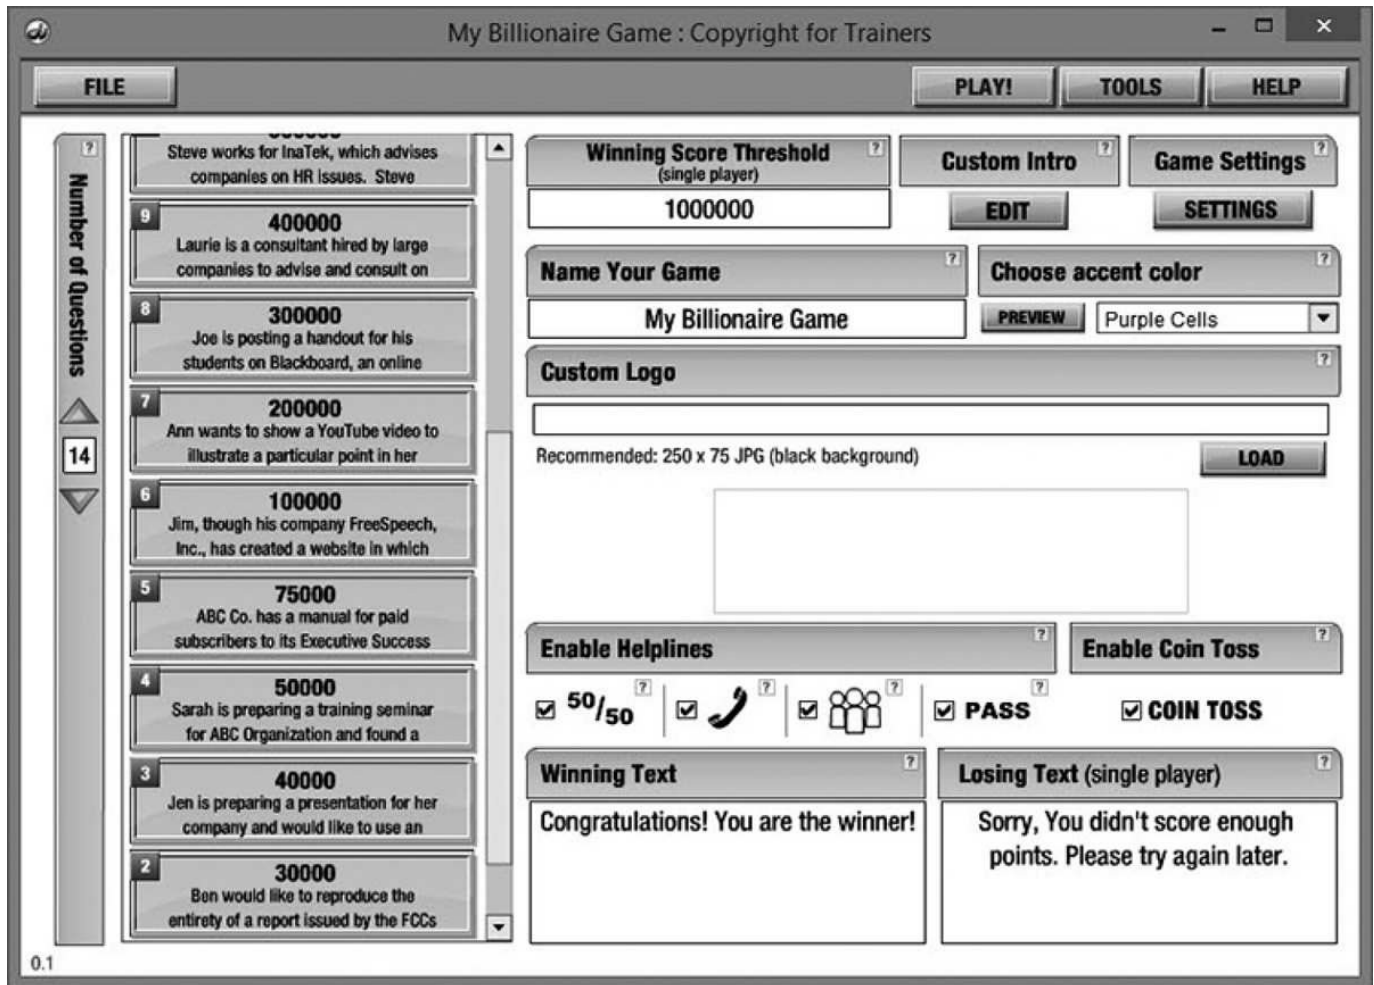 My Billionaire Game : Copyright for Trainers
FILE
PLAY!
TOOLS
HELP
Number of Questions
14
Steve works for InaTek, which advises
companies on HR issues. Steve
9
400000
Laurie is a consultant hired by large
companies to advise and consult on
8
300000
Joe is posting a handout for his
students on Blackboard, an online
7
200000
Ann wants to show a YouTube video to
illustrate a particular point in her
6
100000
Jim, though his company FreeSpeech,
Inc., has created a website in which
5
75000
ABC Co. has a manual for paid
subscribers to its Executive Success
4
50000
Sarah is preparing a training seminar
for ABC Organization and found a
3
40000
Jen is preparing a presentation for her
company and would like to use an
2
30000
Ben would like to reproduce the
entirety of a report issued by the FCCs
Winning Score Threshold
(single player)
1000000
Custom Intro
EDIT
Game Settings
SETTINGS
Name Your Game
My Billionaire Game
Choose accent color
PREVIEW
Purple Cells
Custom Logo
Recommended: 250 x 75 JPG (black background)
LOAD
Enable Helplines
50/50
PASS
Enable Coin Toss
COIN TOSS
Winning Text
Congratulations! You are the winner!
Losing Text (single player)
Sorry, You didn't score enough
points. Please try again later.
0.1